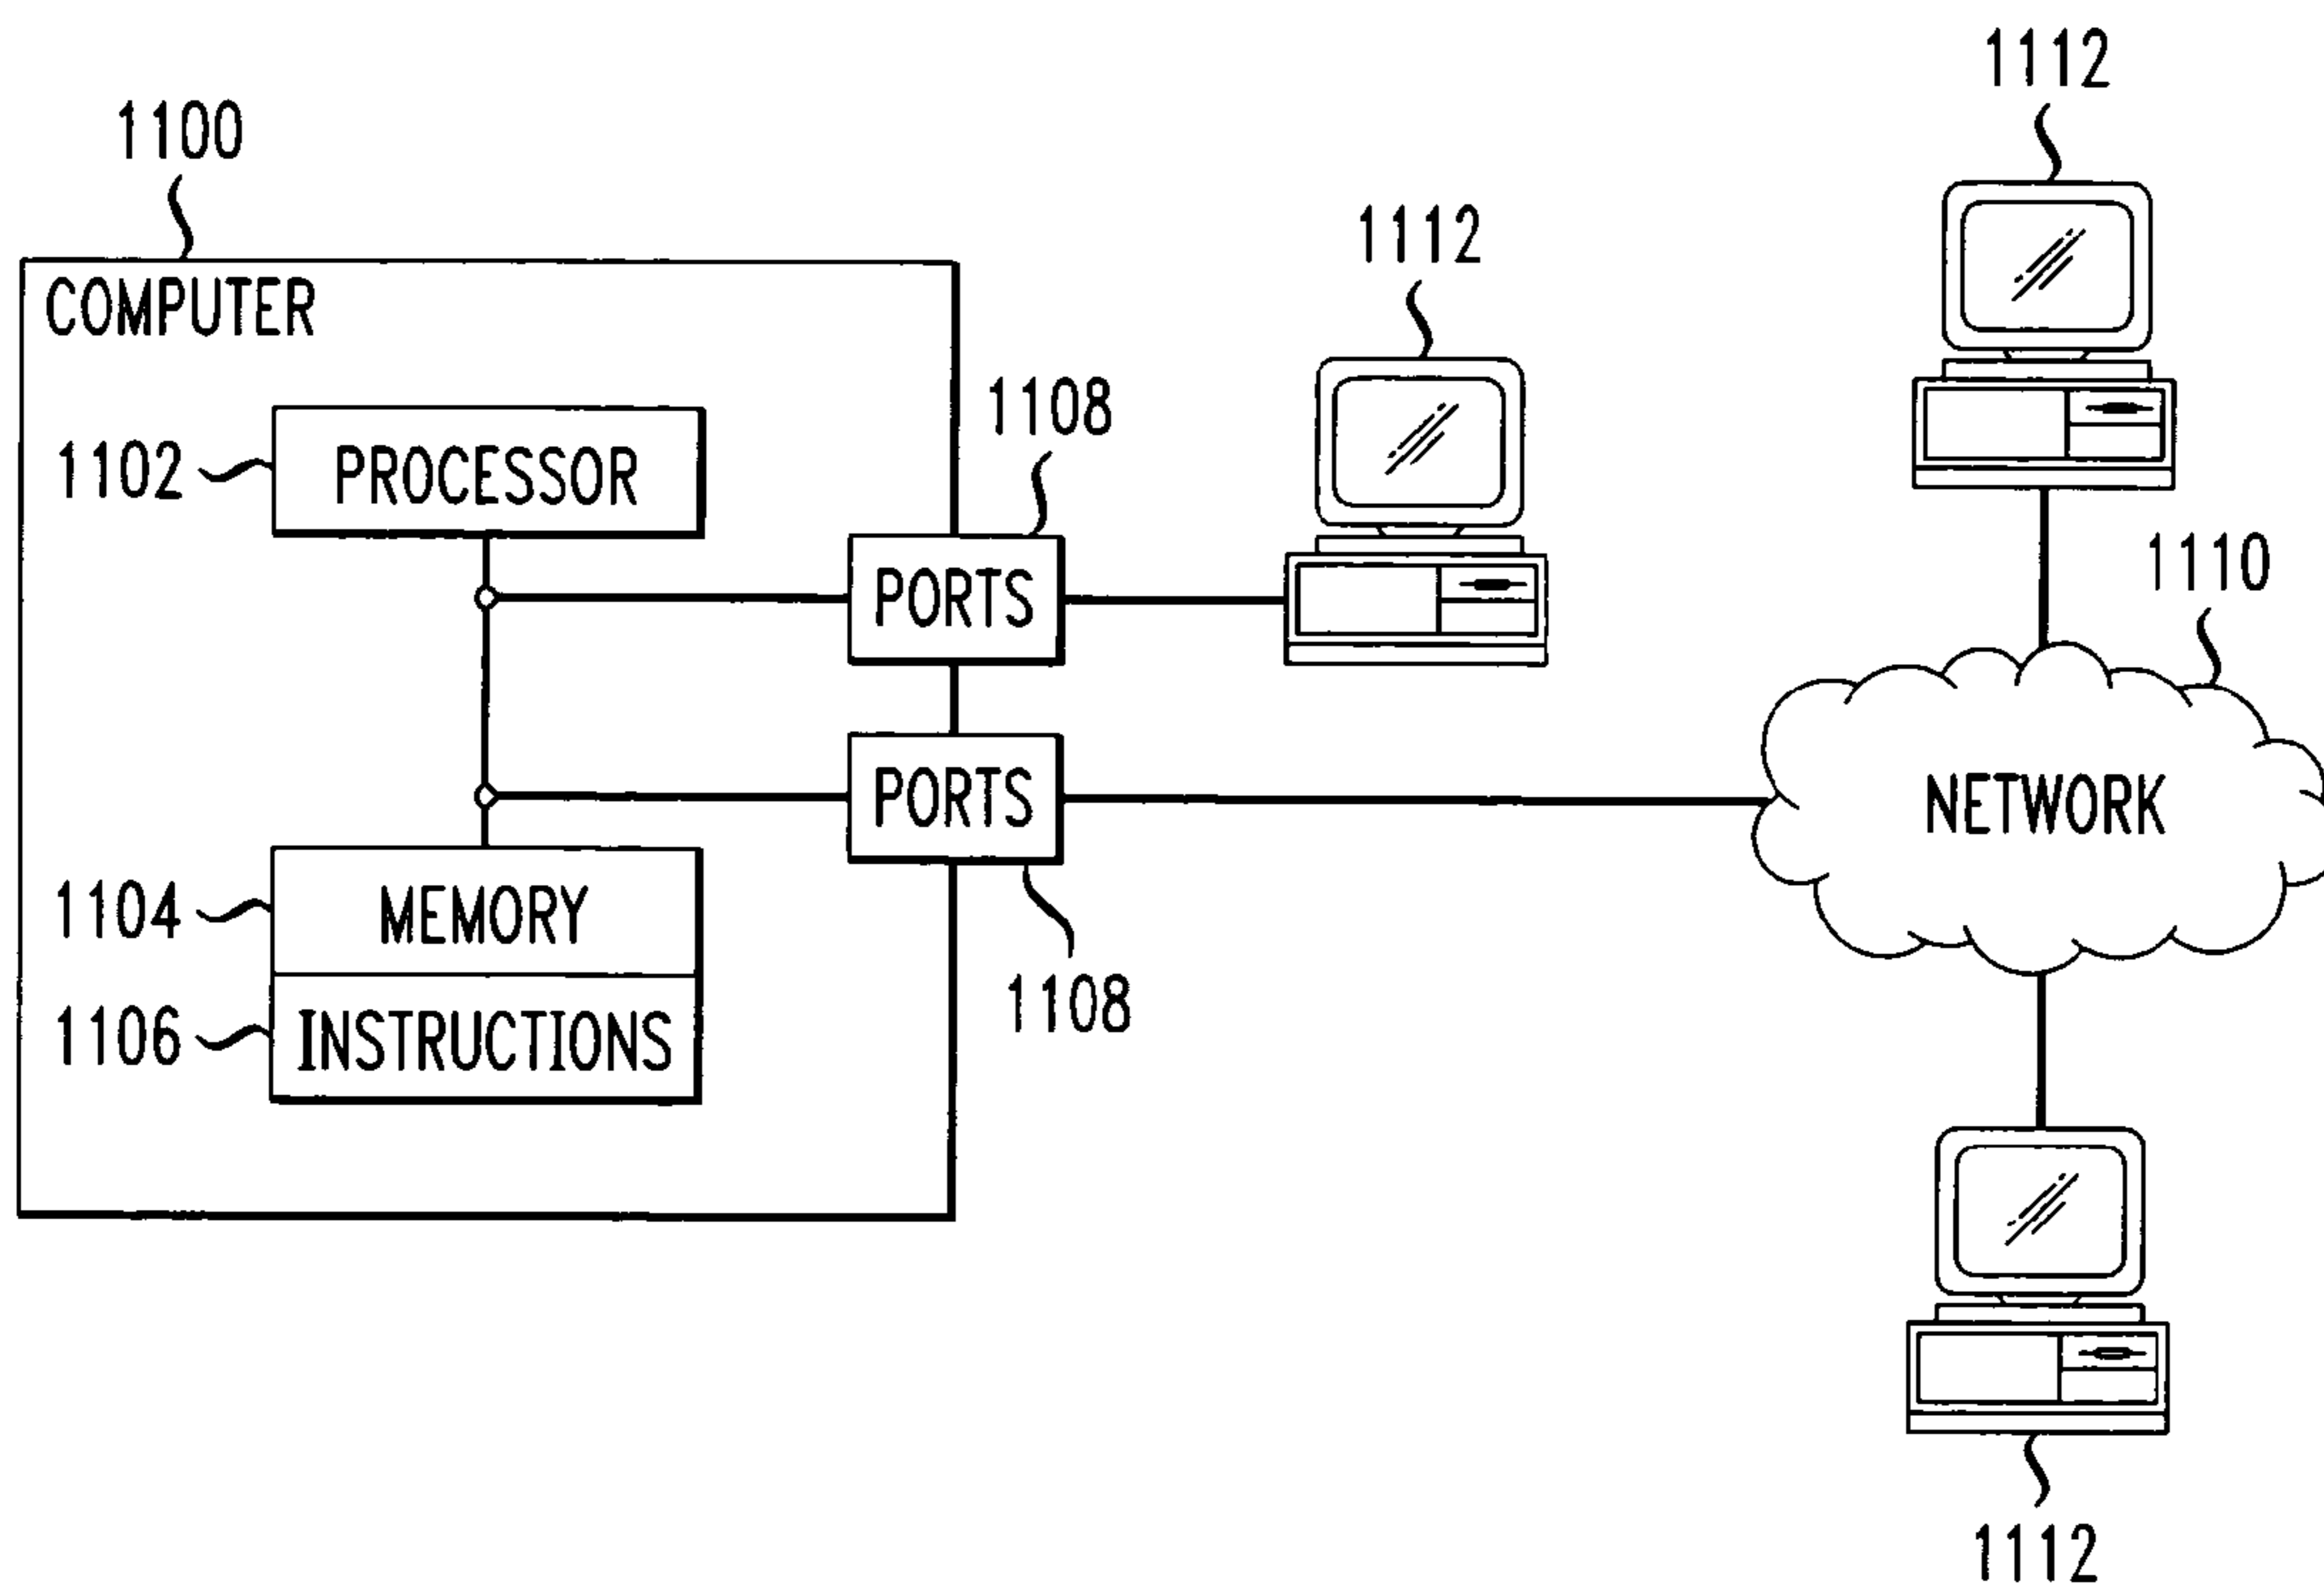 1112
1100
1112
COMPUTER
1108
1102
PROCESSOR
1110
PORTS
PORTS
NETWORK
1104
MEMORY
1108
1106
INSTRUCTIONS
1112